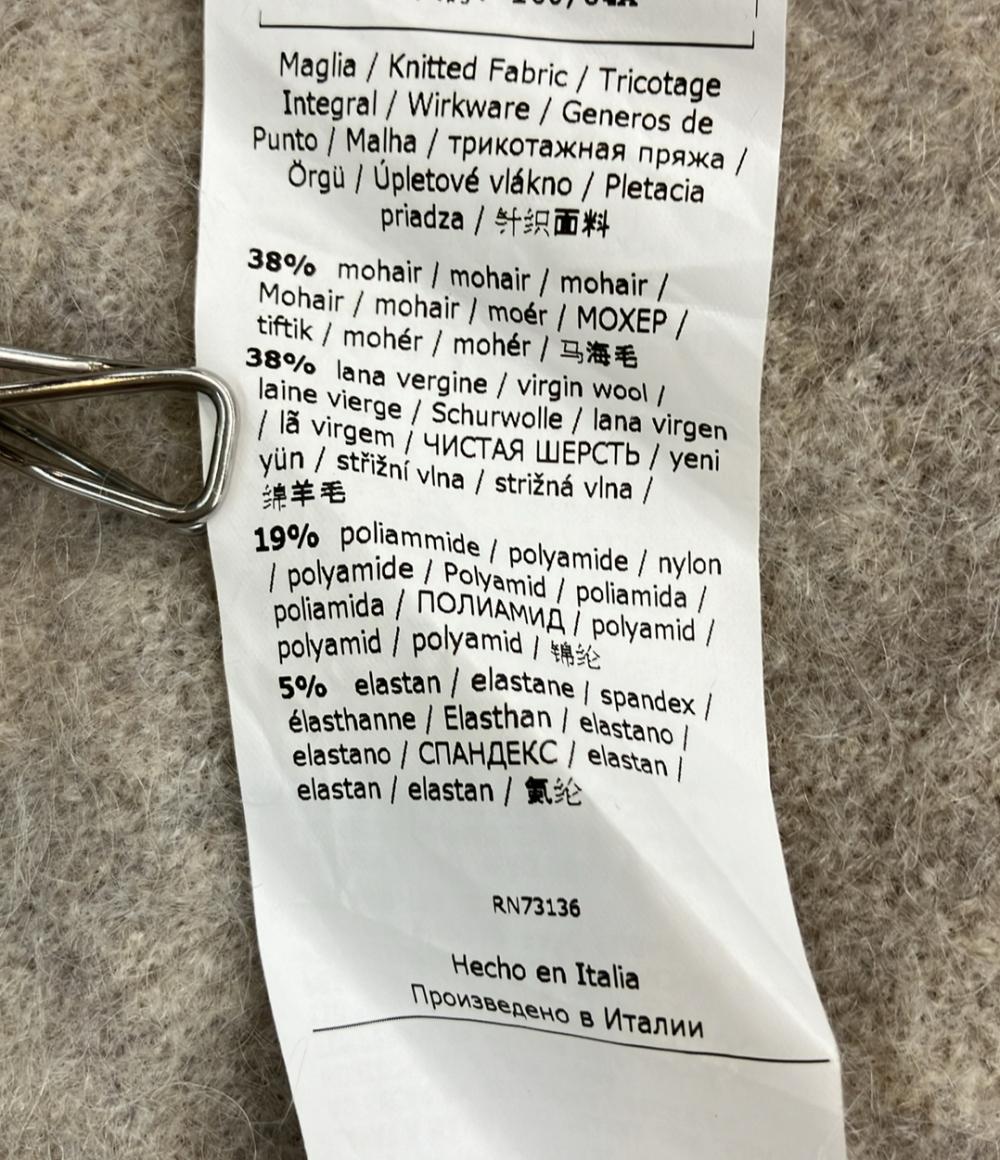 Maglia / Knitted Fabric / Tricotage
Integral / Wirkware / Generos de
Punto / Malha / трикотажная пряжа /
Örgü / Úpletové vlákno / Pletacia
priadza / 针织面料
38% mohair / mohair / mohair /
Mohair / mohair / moér / МОХЕР /
tiftik / mohér / mohér / 马海毛
38% lana vergine / virgin wool /
laine vierge / Schurwolle / lana virgen
/ lã virgem / ЧИСТАЯ ШЕРСТЬ / yeni
yün / střižní vlna / strižná vlna /
绵羊毛
19% poliammide / polyamide / nylon
/ polyamide / Polyamid / poliamida /
poliamida / ПОЛИАМИД / polyamid /
polyamid / polyamid / 锦纶
5% elastan / elastane / spandex /
élasthanne / Elasthan / elastano /
elastano / СПАНДЕКС / elastan /
elastan / elastan / 氨纶
RN73136
Hecho en Italia
Произведено в Италии